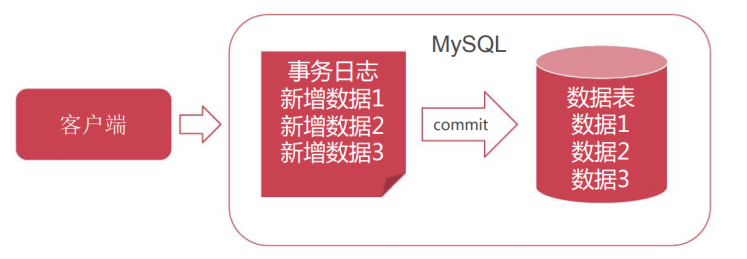 MySQL
客户端
事务日志
新增数据1
新增数据2
新增数据3
commit
数据表
数据1
数据2
数据3